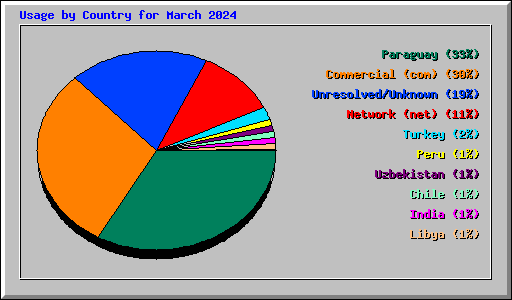 Usage by Country for March 2024
Paraguay (33%)
Commercial (com) (30%)
Unresolved/Unknown (19%)
Network (net) (11%)
Turkey (2%)
Peru (1%)
Uzbekistan (1%)
Chile (1%)
India (1%)
Libya (1%)